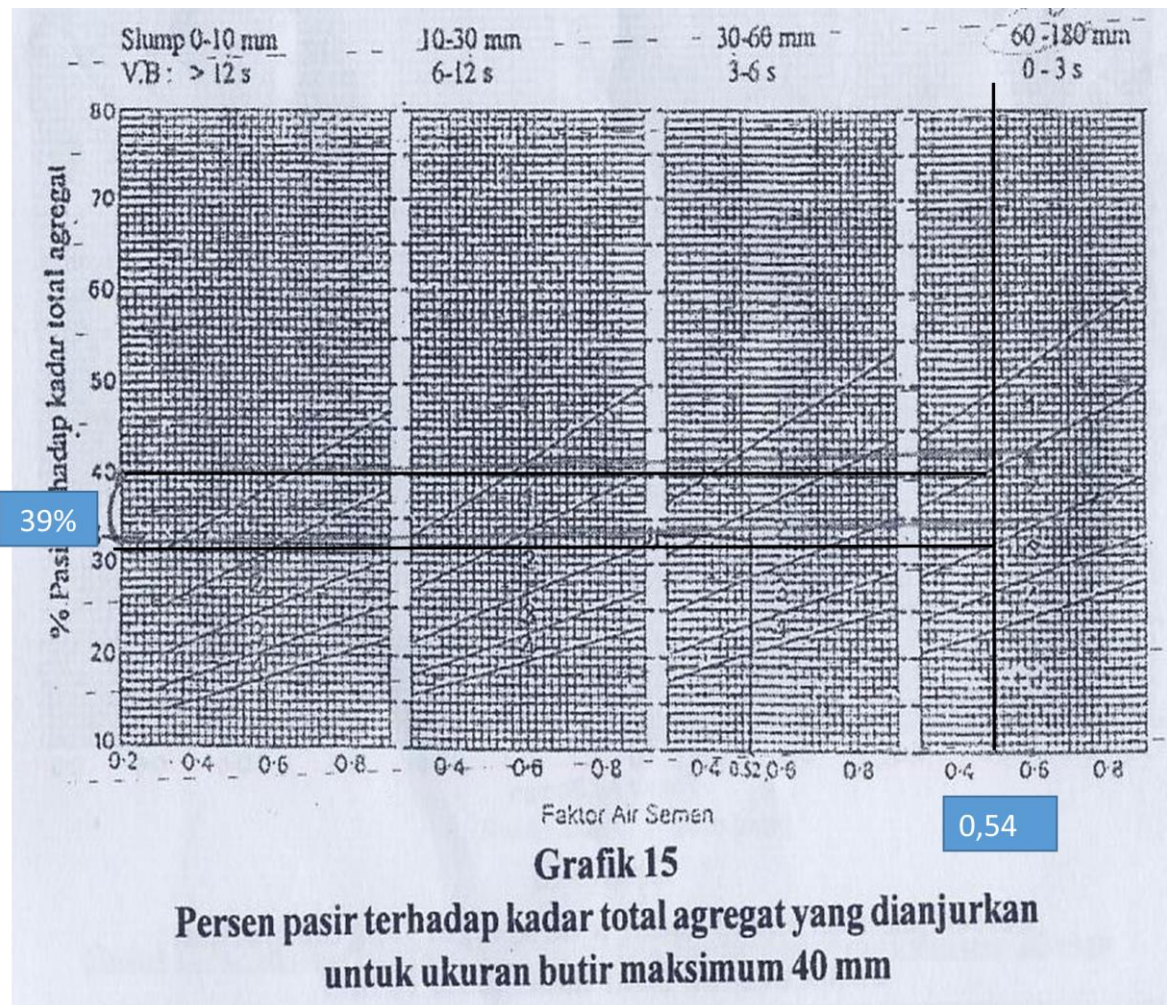 Slump 0-10 mm 10-30 mm 30-60 mm 60-180 mm
V.B : > 12 s 6-12 s 3-6 s 0-3 s
% Pasi hadap kadar total agregat
80
70
60
50
40
30
20
10
39%
0·2 0·4 0·6 0·8 0·4 0·6 0·8 0·4 0.52 0·6 0·8 0·4 0·6 0·8
Faktor Air Semen
0,54
Grafik 15
Persen pasir terhadap kadar total agregat yang dianjurkan
untuk ukuran butir maksimum 40 mm